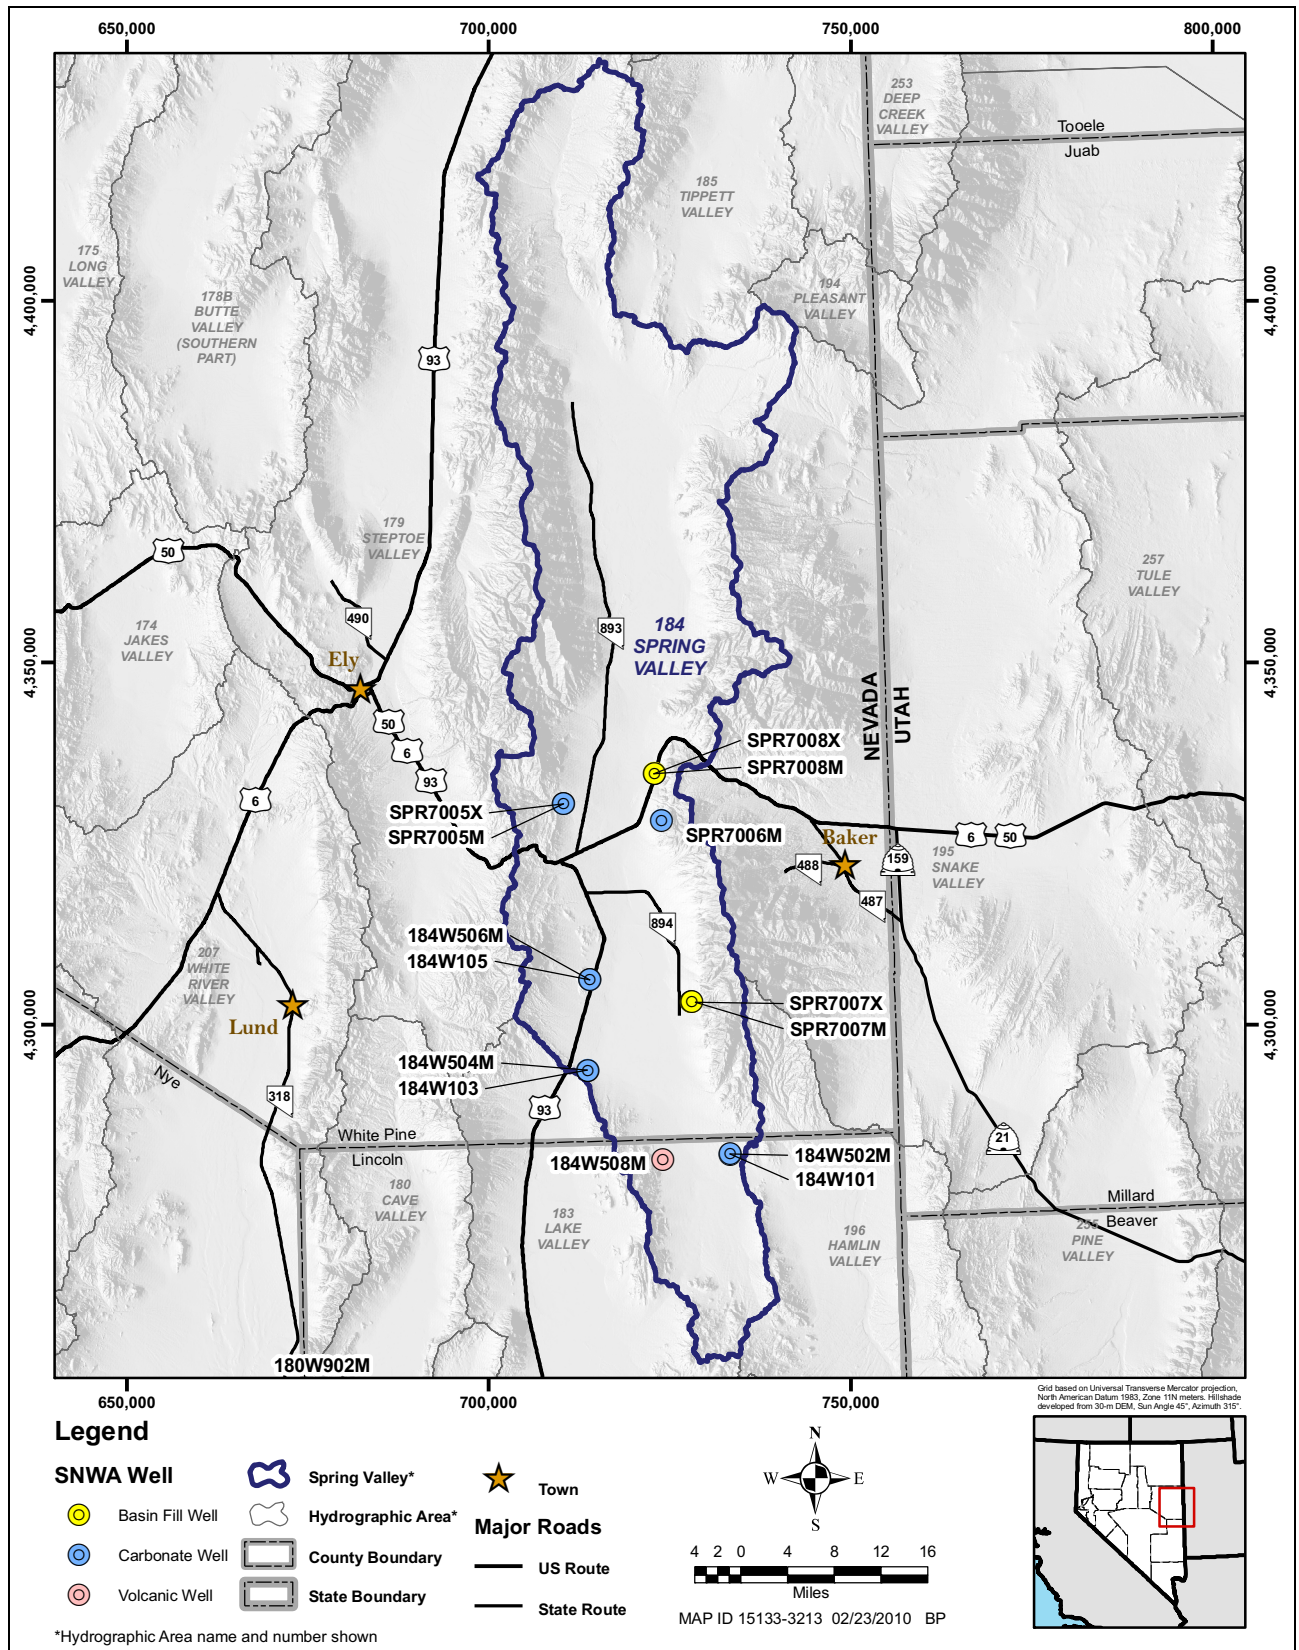 650,000
700,000
750,000
800,000
253
DEEP
CREEK
VALLEY
Tooele
Juab
185
TIPPETT
VALLEY
175
LONG
VALLEY
178B
BUTTE
VALLEY
(SOUTHERN
PART)
194
PLEASANT
VALLEY
4,400,000
4,400,000
93
179
STEPTOE
VALLEY
50
257
TULE
VALLEY
174
JAKES
VALLEY
490
893
184
SPRING
VALLEY
Ely
4,350,000
4,350,000
NEVADA
UTAH
50
6
93
SPR7008X
SPR7008M
6
SPR7005X
SPR7005M
SPR7006M
Baker
6
50
488
159
195
SNAKE
VALLEY
487
894
184W506M
184W105
207
WHITE
RIVER
VALLEY
SPR7007X
SPR7007M
Lund
4,300,000
4,300,000
184W504M
184W103
Nye
318
93
21
White Pine
Lincoln
184W508M
184W502M
184W101
180
CAVE
VALLEY
183
LAKE
VALLEY
196
HAMLIN
VALLEY
Millard
Beaver
255
PINE
VALLEY
180W902M
650,000
700,000
750,000
Grid based on Universal Transverse Mercator projection,
North American Datum 1983, Zone 11N meters. Hillshade
developed from 30-m DEM, Sun Angle 45°, Azimuth 315°.
Legend
SNWA Well
Basin Fill Well
Carbonate Well
Volcanic Well
Spring Valley*
Hydrographic Area*
County Boundary
State Boundary
Town
Major Roads
US Route
State Route
N
W
E
S
4 2 0 4 8 12 16
Miles
MAP ID 15133-3213 02/23/2010 BP
*Hydrographic Area name and number shown